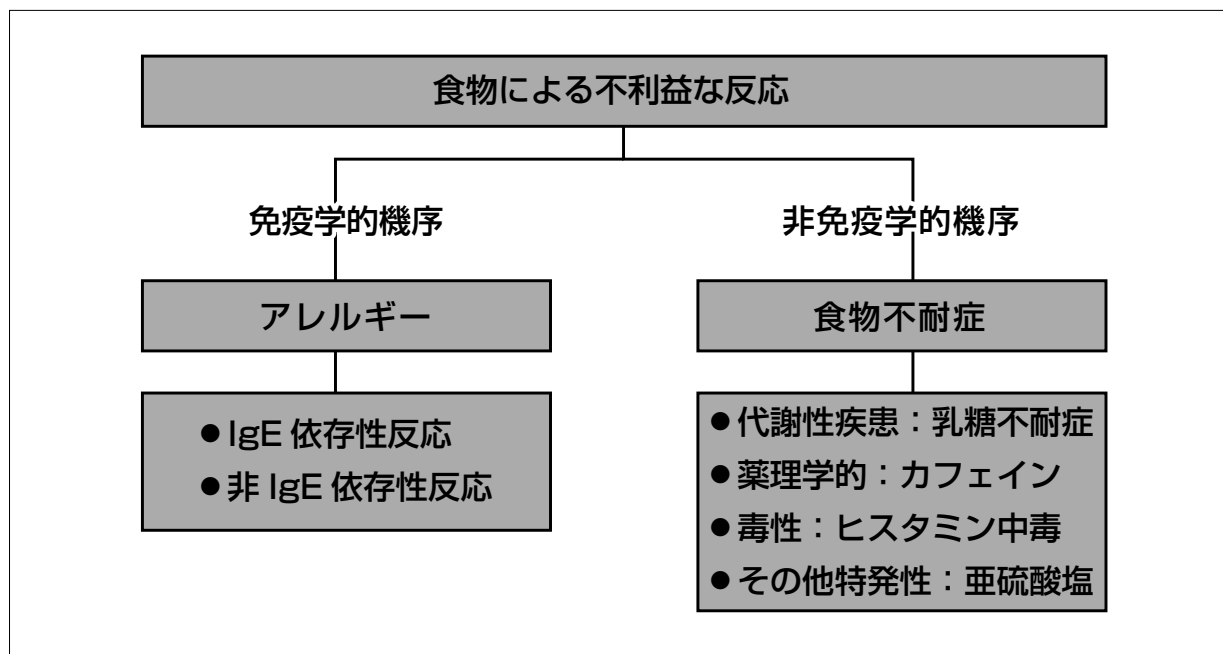 食物による不利益な反応
免疫学的機序
非免疫学的機序
アレルギー
食物不耐症
●IgE 依存性反応
●非 IgE 依存性反応
●代謝性疾患：乳糖不耐症
●薬理学的：カフェイン
●毒性：ヒスタミン中毒
●その他特発性：亜硫酸塩